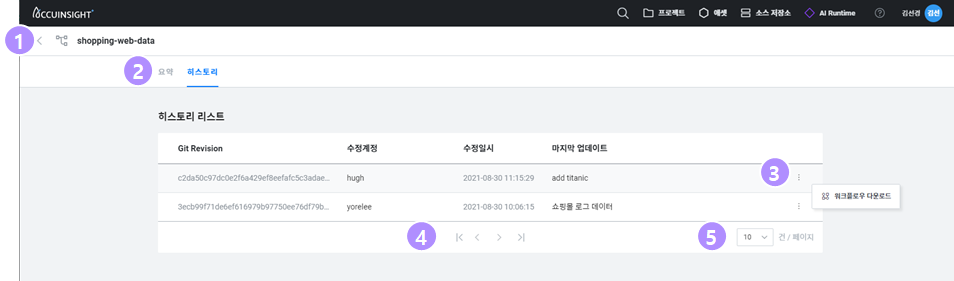 ACCUINSIGHT+
프로젝트 애셋 소스 저장소 AI Runtime ? 김선경 김선
1 shopping-web-data
2 요약 히스토리
히스토리 리스트
Git Revision 수정계정 수정일시 마지막 업데이트
c2da50c97dc0e2f6a429ef8eefafc5c3adae... hugh 2021-08-30 11:15:29 add titanic 3
워크플로우 다운로드
3ecb99f71de6ef616979b97750ee76df79b... yorelee 2021-08-30 10:06:15 쇼핑몰 로그 데이터
4 5 10 건 / 페이지